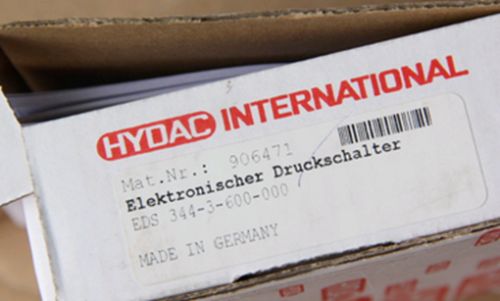 HYDAC INTERNATIONAL
Mat.Nr.: 906471
Elektronischer Druckschalter
EDS 344-3-600-000
MADE IN GERMANY